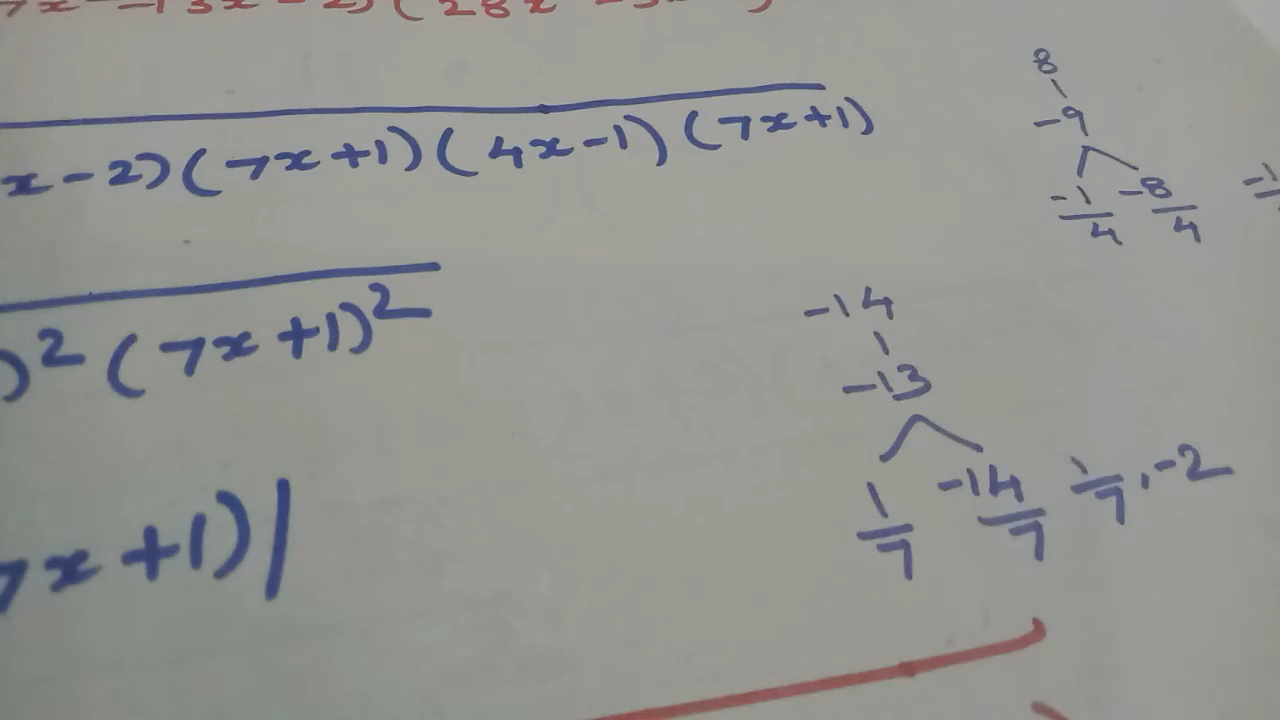 x-2)(7x+1)(4x-1)(7x+1)
)² (7x+1)²
7x+1)|
8
-9
-1/4 -8/4
-14
-13
1/7 -14/7 1/7, -2